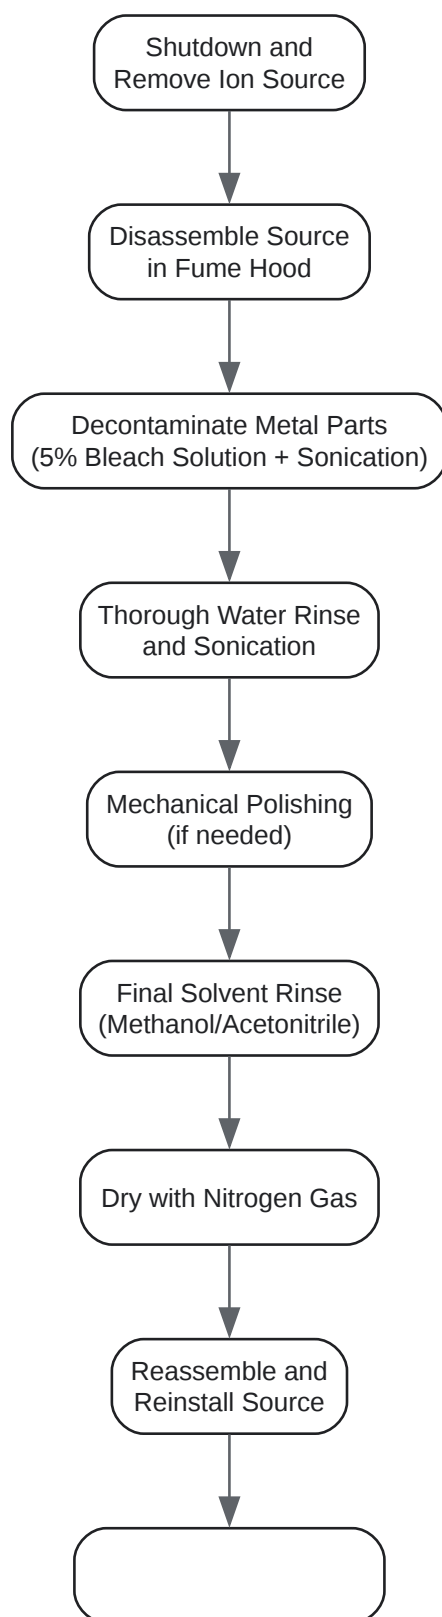 Shutdown and
Remove Ion Source
Disassemble Source
in Fume Hood
Decontaminate Metal Parts
(5% Bleach Solution + Sonication)
Thorough Water Rinse
and Sonication
Mechanical Polishing
(if needed)
Final Solvent Rinse
(Methanol/Acetonitrile)
Dry with Nitrogen Gas
Reassemble and
Reinstall Source